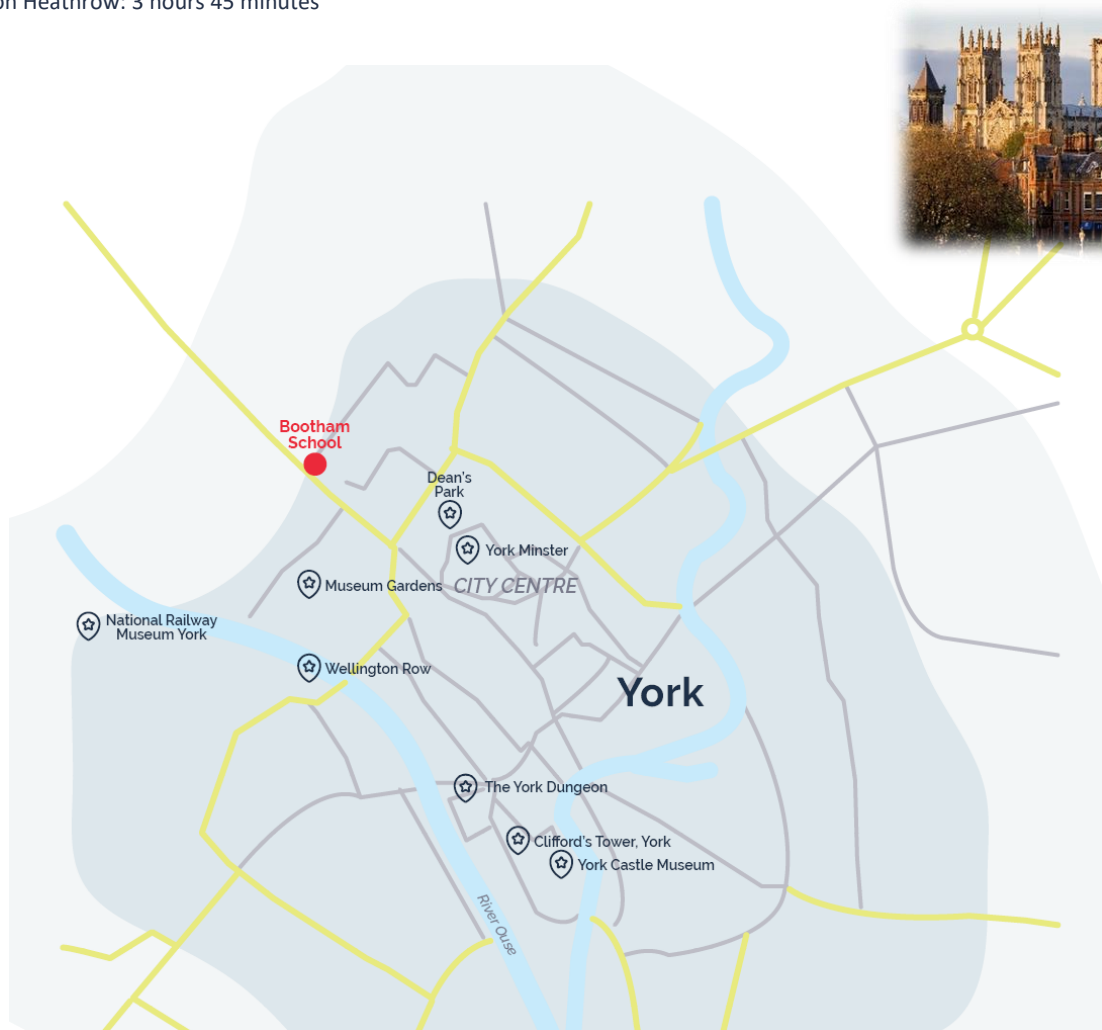 on Heathrow: 3 hours 45 minutes
Bootham
School
Dean's
Park
York Minster
CITY CENTRE
Museum Gardens
National Railway
Museum York
Wellington Row
York
The York Dungeon
Clifford's Tower, York
York Castle Museum
River Ouse